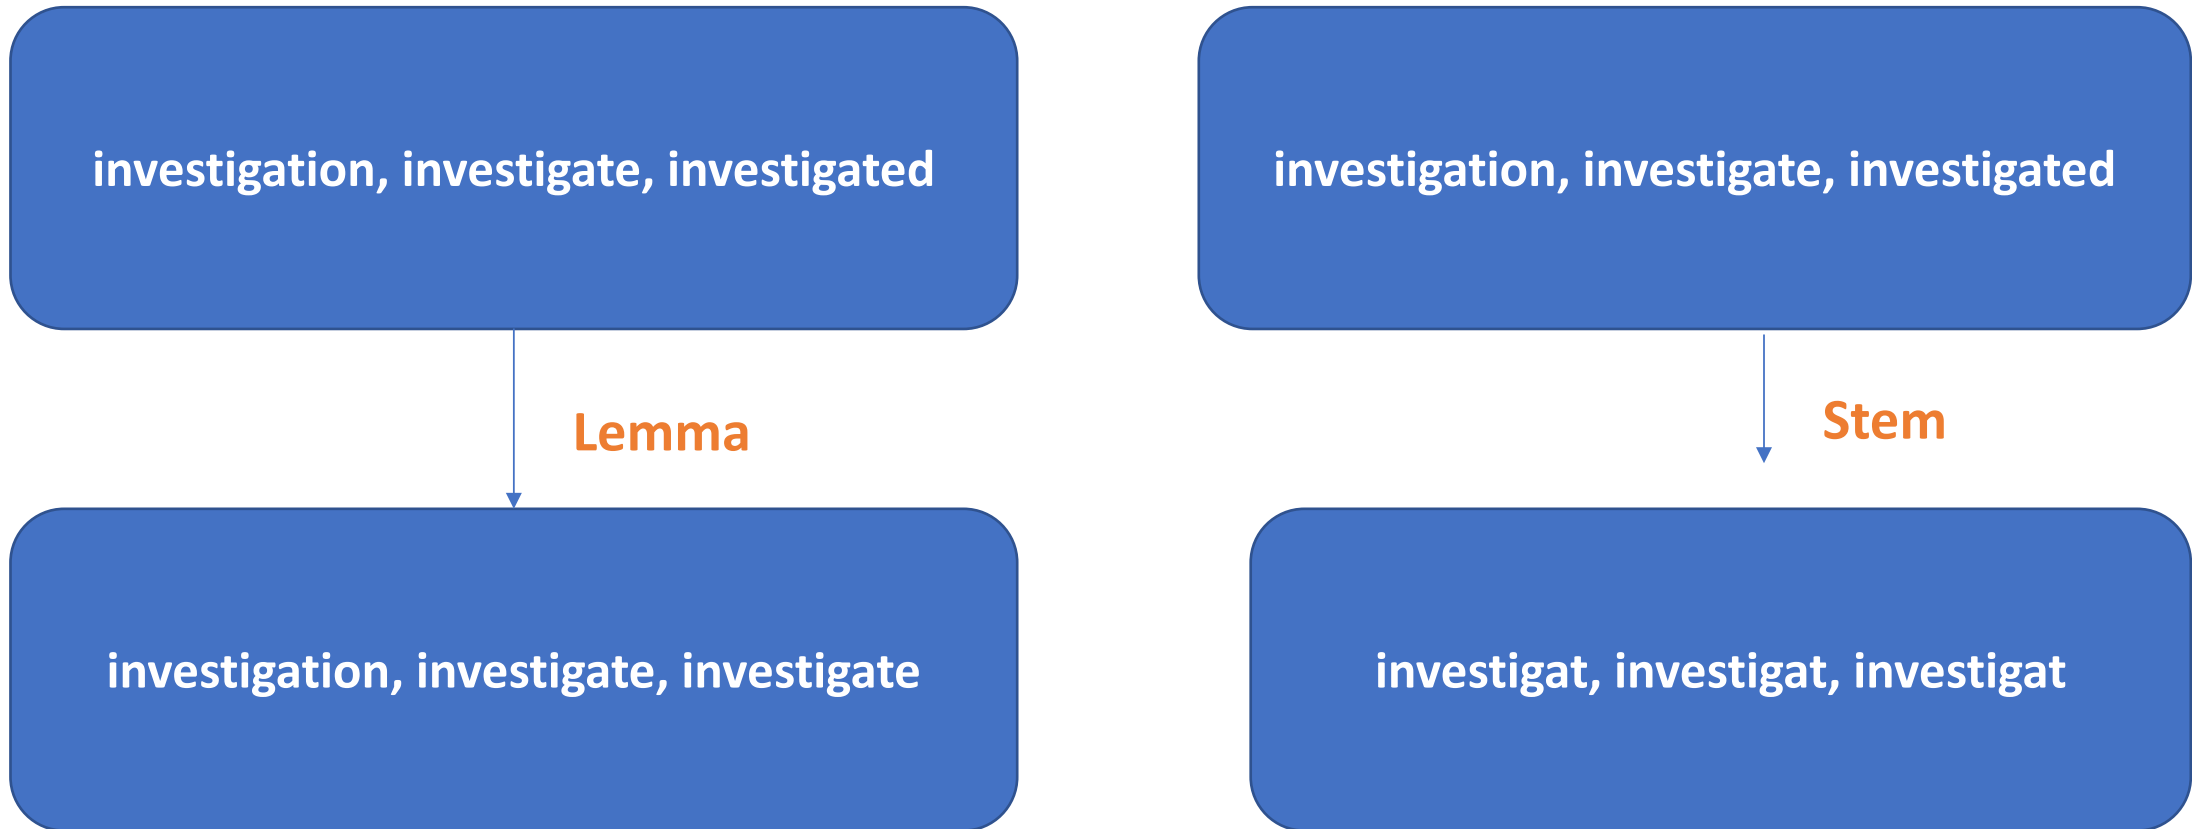 investigation, investigate, investigated
investigation, investigate, investigated
Lemma
Stem
investigation, investigate, investigate
investigat, investigat, investigat